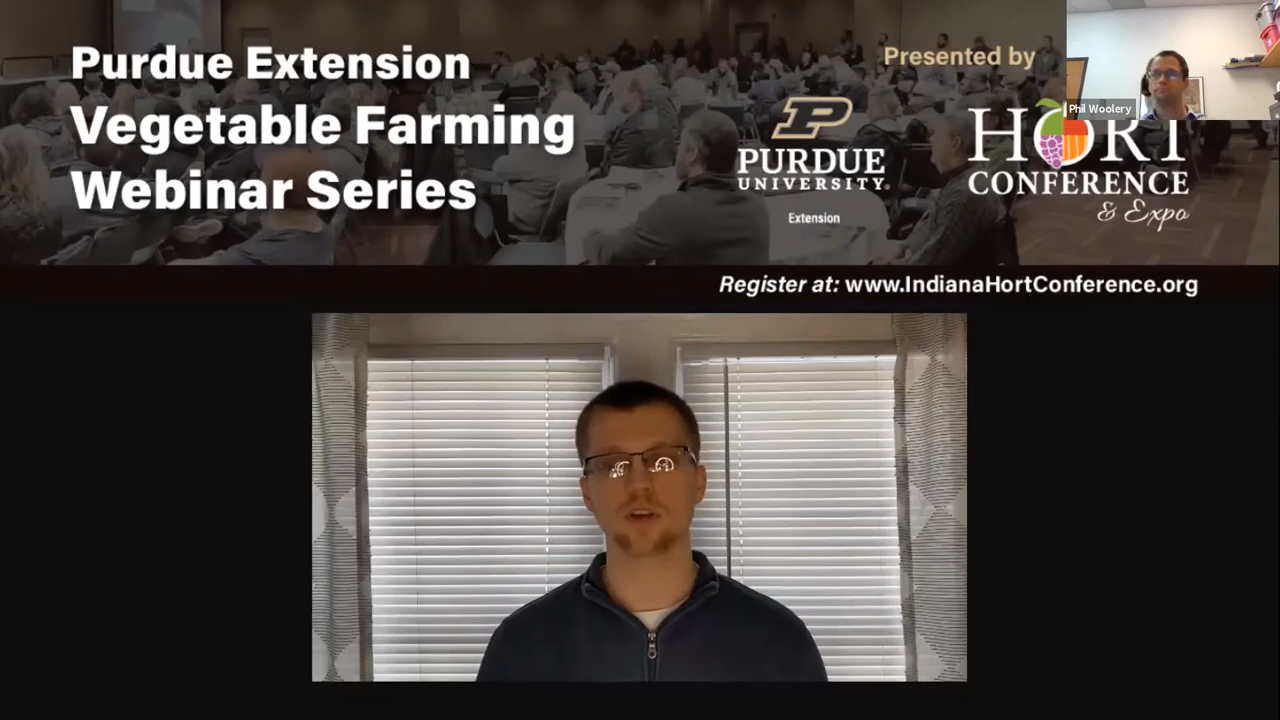 Purdue Extension
Vegetable Farming
Webinar Series
Presented by
P
PURDUE
UNIVERSITY®
Extension
HORT
CONFERENCE
& Expo
Phil Woolery
Register at: www.IndianaHortConference.org